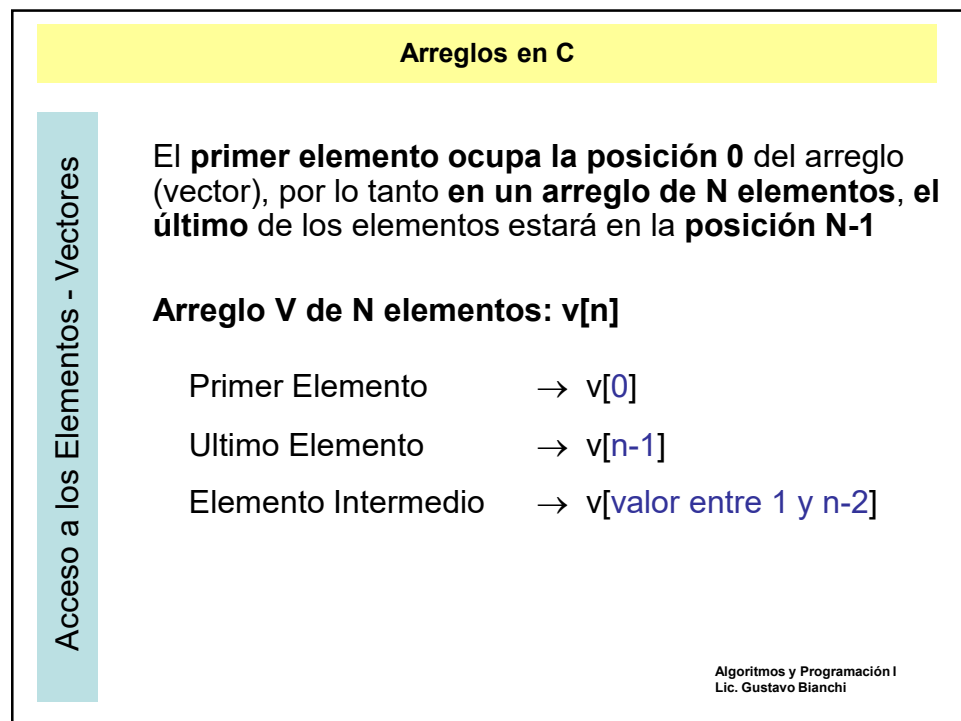 Arreglos en C
Acceso a los Elementos - Vectores
El primer elemento ocupa la posición 0 del arreglo
(vector), por lo tanto en un arreglo de N elementos, el
último de los elementos estará en la posición N-1
Arreglo V de N elementos: v[n]
Primer Elemento → v[0]
Ultimo Elemento → v[n-1]
Elemento Intermedio → v[valor entre 1 y n-2]
Algoritmos y Programación I
Lic. Gustavo Bianchi